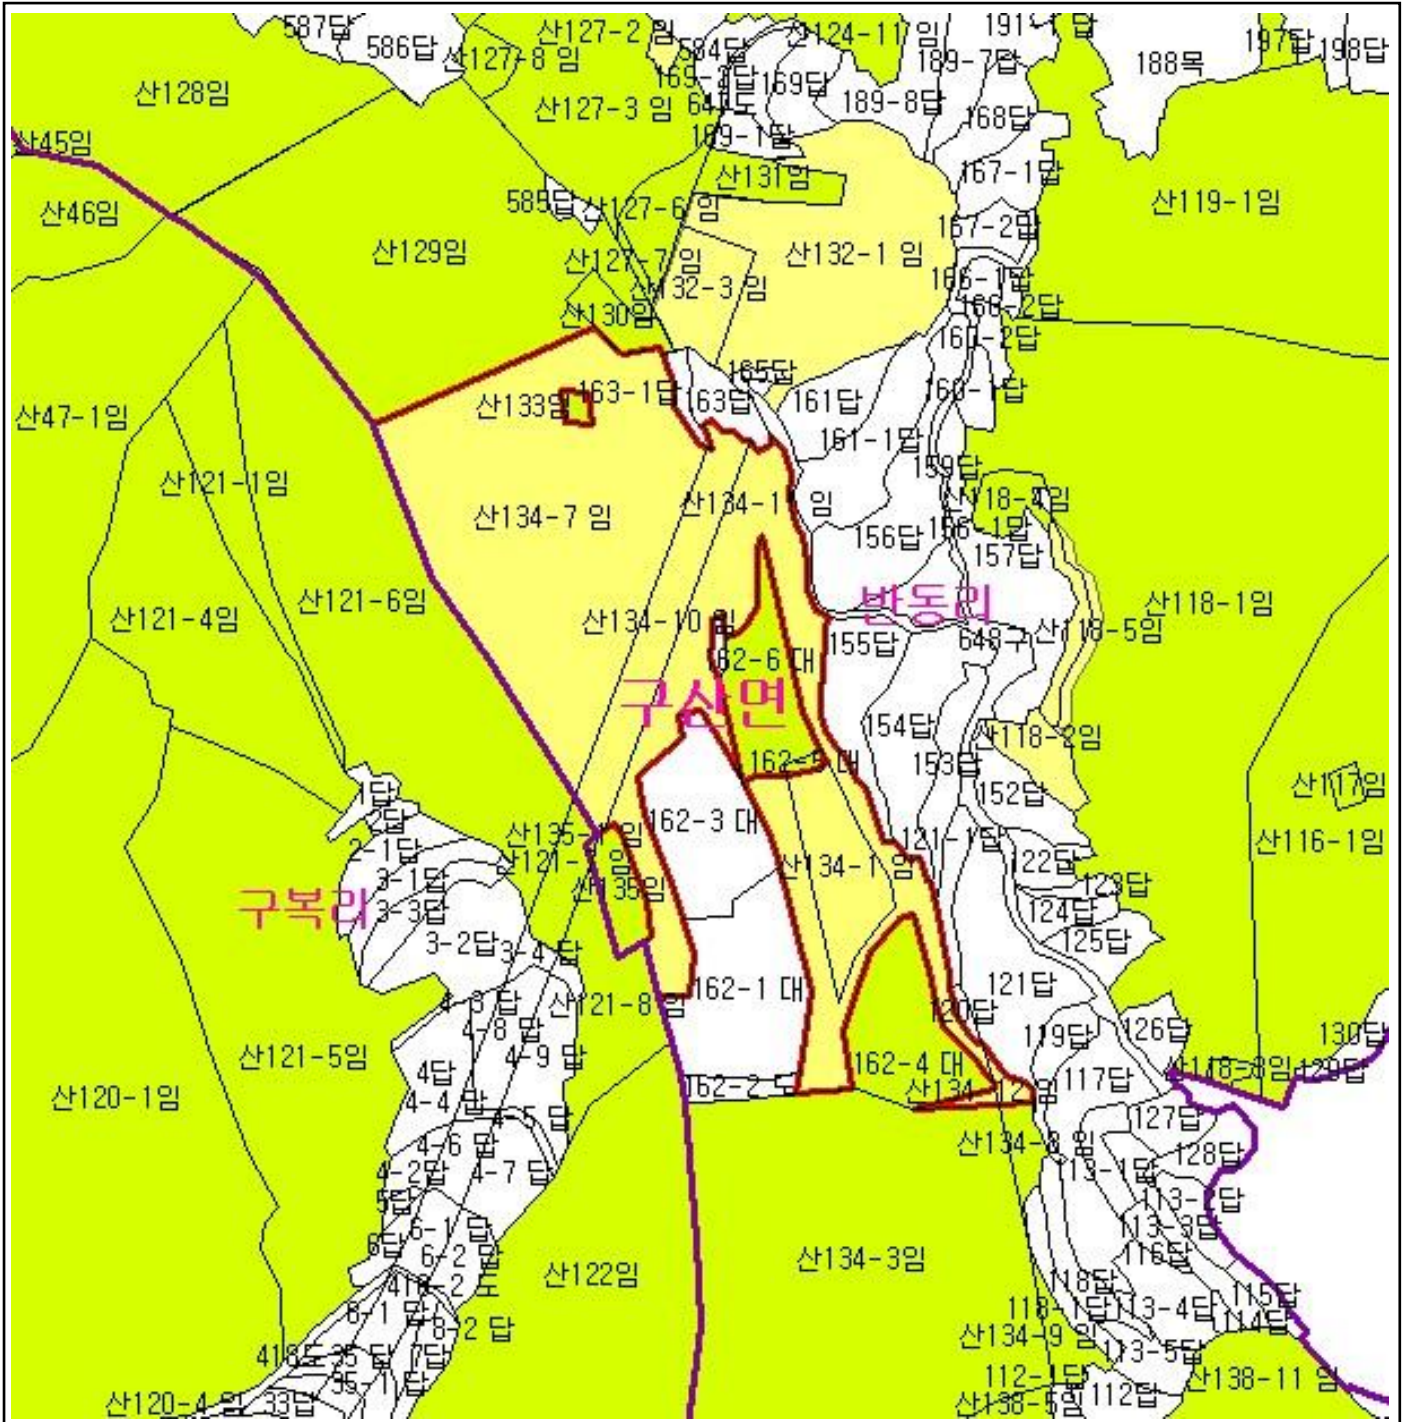 587답
586답
산127-2 임
산127-8 임
584답
산124-11 임
191-1 답
197답
198답
188목
189-7답
산128임
산127-3 임
169답
189-8답
168답
산45임
산131임
167-1답
산46임
585답
산127-6 임
산119-1임
167-2답
산129임
산127-7 임
산132-1 임
산132-3 임
166-1답
166-2답
산130임
165답
160-1답
산133임
163-1답
163답
161답
산47-1임
161-1답
159답
산121-1임
산118-4임
산134-7 임
156답
156-1답
157답
산121-6임
반동리
산118-1임
산121-4임
산134-10 임
155답
648구
산118-5임
162-6 대
구산면
154답
산118-2임
162-5 대
153답
152답
산117임
1답
2답
162-3 대
산135-1 임
121-1답
산116-1임
2-1답
122답
산134-1 임
3-1답
산135임
123답
구복리
3-3답
124답
3-2답
3-4 답
125답
162-1 대
121답
4-3 답
산121-8 임
120답
4-8 답
119답
126답
130답
산121-5임
4-9 답
162-4 대
산118-3임
129답
4답
162-2 도
산134-12 임
117답
산120-1임
4-4 답
4-5 답
127답
4-6 답
산134-8 임
128답
4-2답
4-7 답
113-1답
5답
113-2답
6-1 답
113-3답
6답
6-2 답
116답
산122임
산134-3임
418-2 도
118답
115답
8-1 답
118-1답
113-4답
8-2 답
114답
산134-9 임
418도
35 답
7답
113-5답
35-1 답
112-1답
산138-11 임
산120-4 임
33답
산138-5임
112답